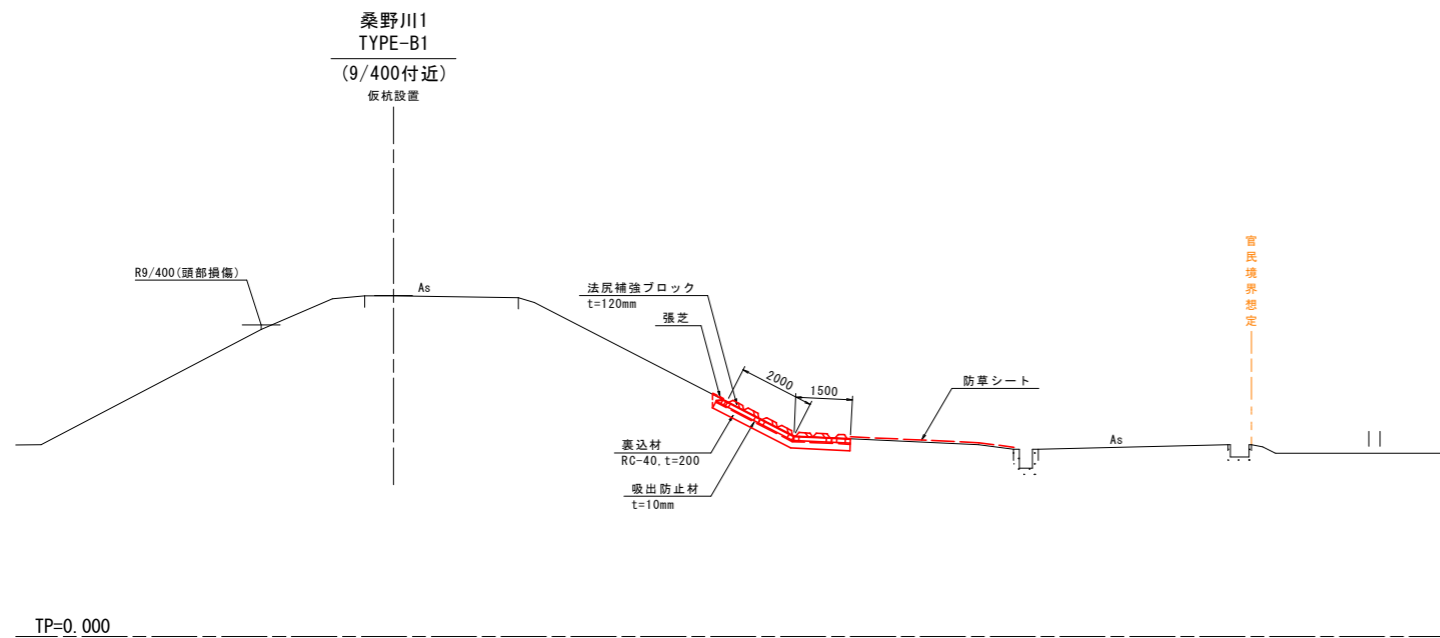 桑野川1
TYPE-B1
(9/400付近)
仮杭設置
官民境界想定
R9/400(頭部損傷)
As
法尻補強ブロック
t=120mm
張芝
2000
1500
防草シート
裏込材
RC-40, t=200
As
吸出防止材
t=10mm
TP=0.000